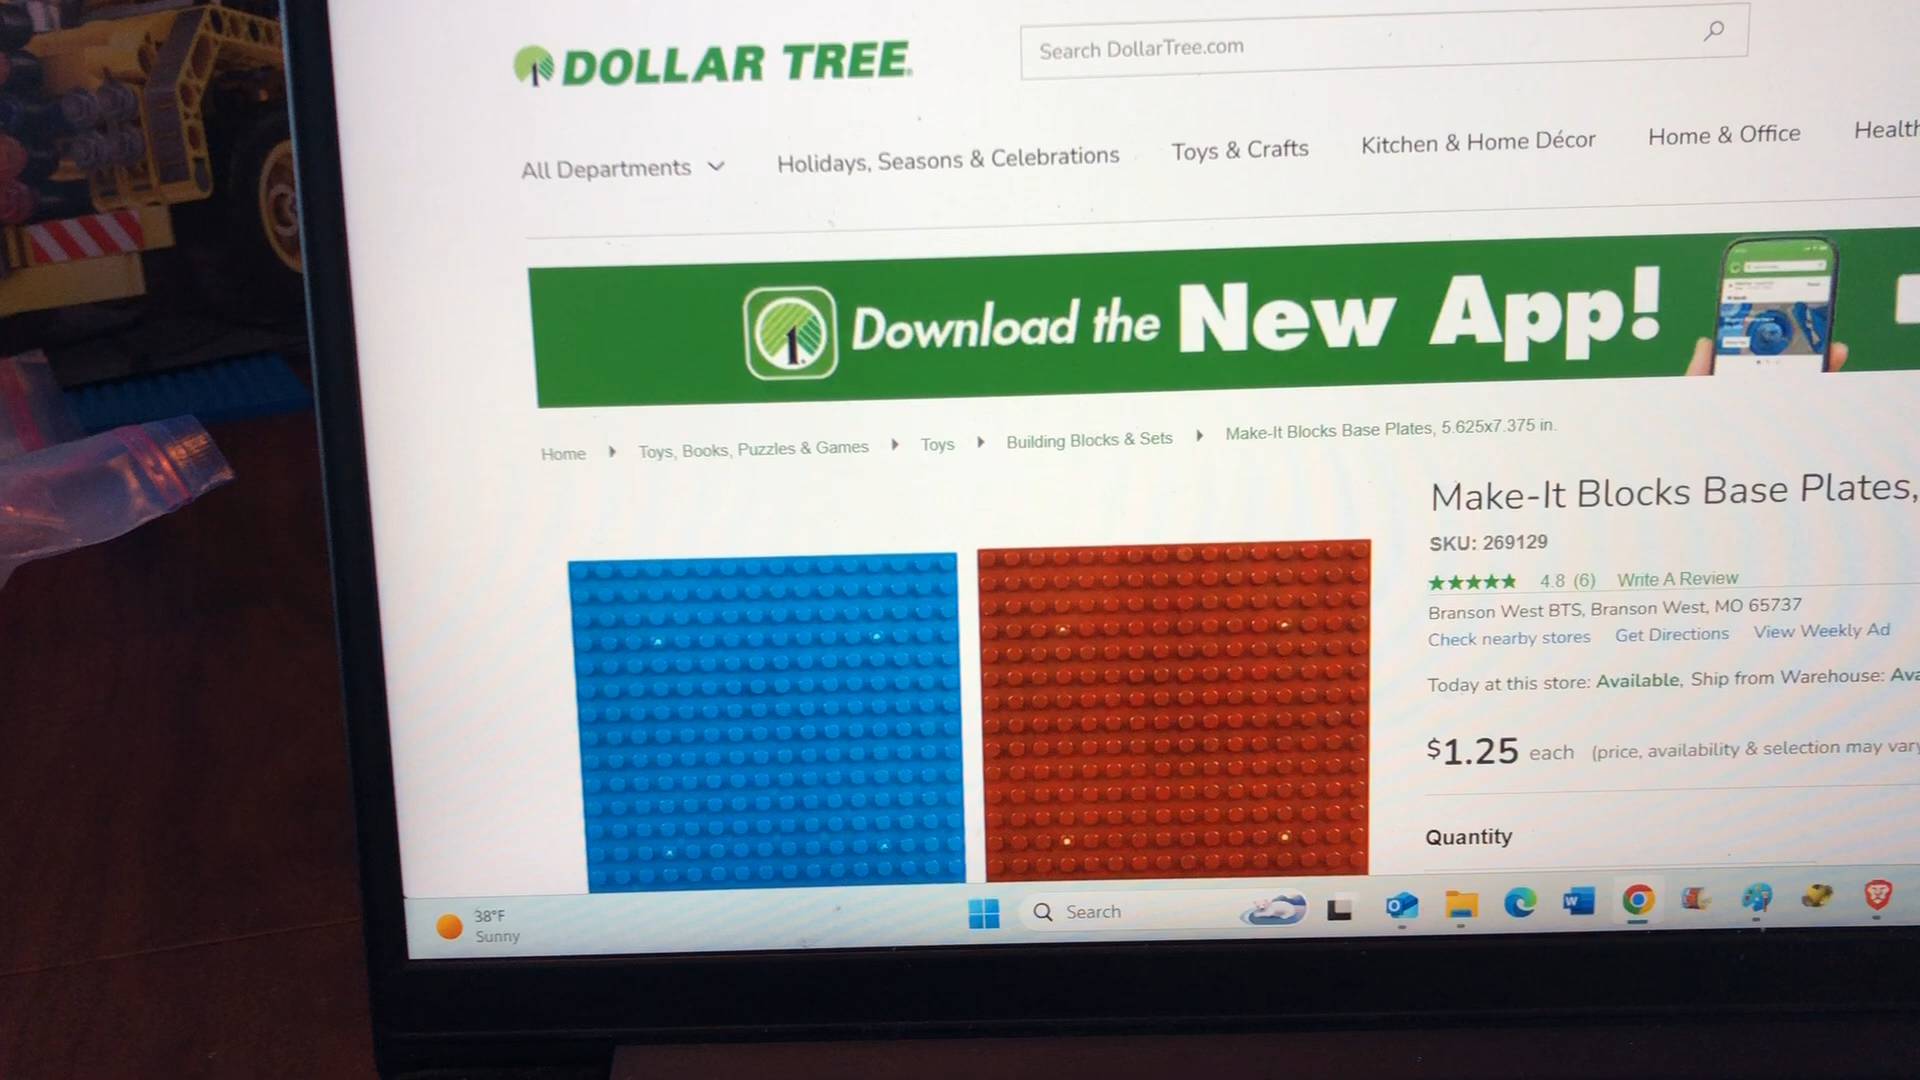 DOLLAR TREE
Search DollarTree.com
All Departments
Holidays, Seasons & Celebrations
Toys & Crafts
Kitchen & Home Décor
Home & Office
Health
Download the New App!
Home
Toys, Books, Puzzles & Games
Toys
Building Blocks & Sets
Make-It Blocks Base Plates, 5.625x7.375 in.
Make-It Blocks Base Plates,
SKU: 269129
4.8 (6) Write A Review
Branson West BTS, Branson West, MO 65737
Check nearby stores Get Directions View Weekly Ad
Today at this store: Available, Ship from Warehouse: Ava
$1.25 each (price, availability & selection may vary
Quantity
38°F
Sunny
Search